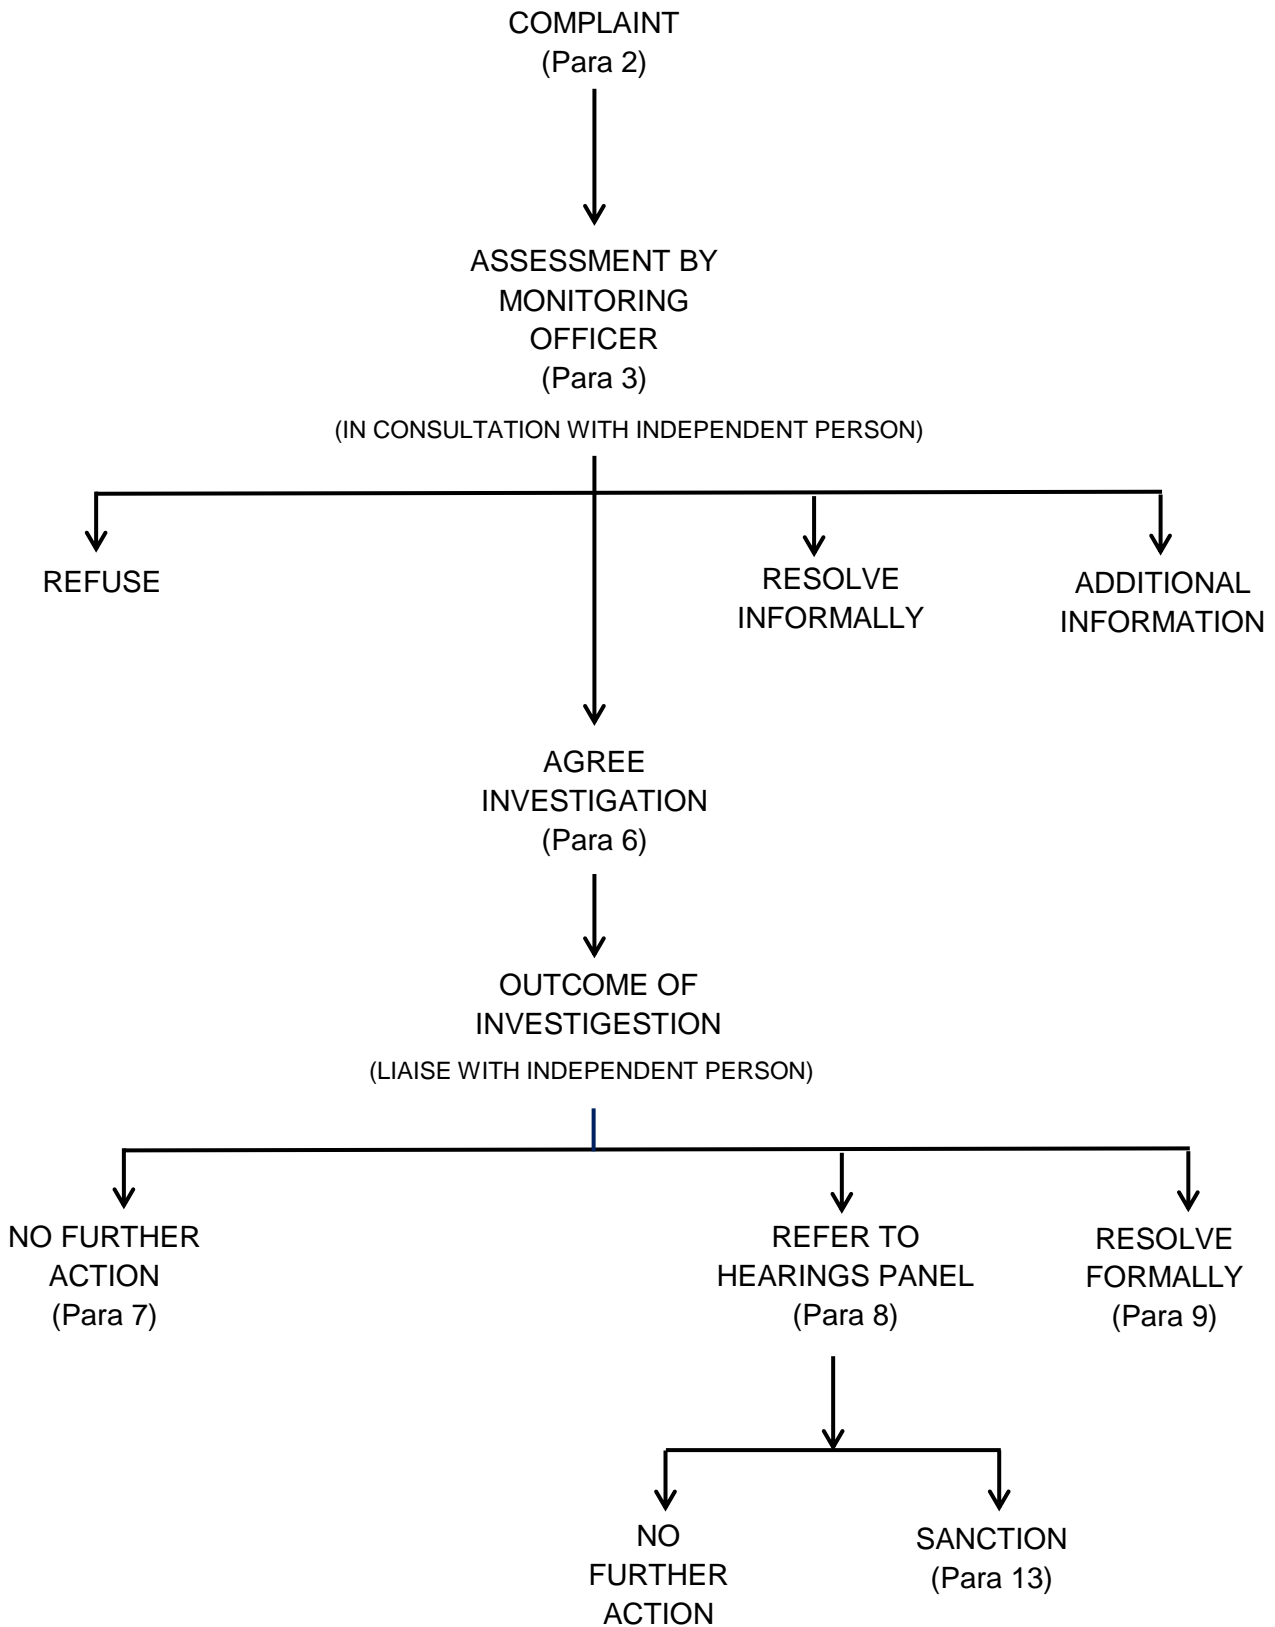 COMPLAINT
(Para 2)
ASSESSMENT BY
MONITORING
OFFICER
(Para 3)
(IN CONSULTATION WITH INDEPENDENT PERSON)
REFUSE
RESOLVE
INFORMALLY
ADDITIONAL
INFORMATION
AGREE
INVESTIGATION
(Para 6)
OUTCOME OF
INVESTIGESTION
(LIAISE WITH INDEPENDENT PERSON)
NO FURTHER
ACTION
(Para 7)
REFER TO
HEARINGS PANEL
(Para 8)
RESOLVE
FORMALLY
(Para 9)
NO
FURTHER
ACTION
SANCTION
(Para 13)